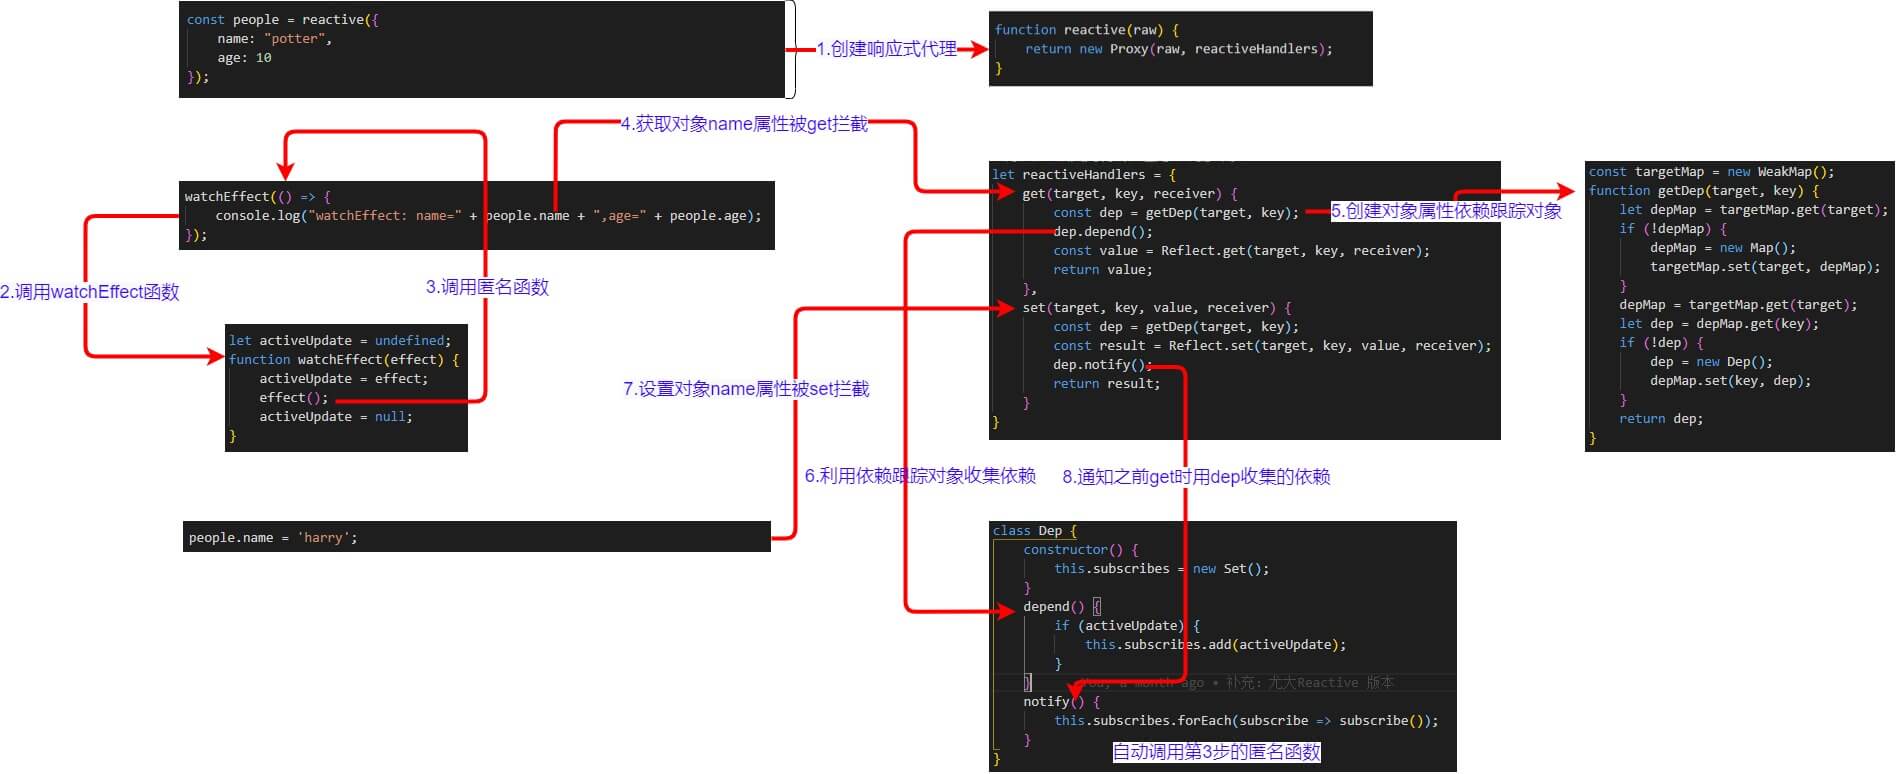 const people = reactive({
name: "potter",
age: 10
});
1.创建响应式代理
function reactive(raw) {
return new Proxy(raw, reactiveHandlers);
}
4.获取对象name属性被get拦截
watchEffect(() => {
console.log("watchEffect: name=" + people.name + ",age=" + people.age);
});
2.调用watchEffect函数
3.调用匿名函数
let activeUpdate = undefined;
function watchEffect(effect) {
activeUpdate = effect;
effect();
activeUpdate = null;
}
let reactiveHandlers = {
get(target, key, receiver) {
const dep = getDep(target, key);
dep.depend();
const value = Reflect.get(target, key, receiver);
return value;
},
set(target, key, value, receiver) {
const dep = getDep(target, key);
const result = Reflect.set(target, key, value, receiver);
dep.notify();
return result;
}
}
5.创建对象属性依赖跟踪对象
const targetMap = new WeakMap();
function getDep(target, key) {
let depMap = targetMap.get(target);
if (!depMap) {
depMap = new Map();
targetMap.set(target, depMap);
}
depMap = targetMap.get(target);
let dep = depMap.get(key);
if (!dep) {
dep = new Dep();
depMap.set(key, dep);
}
return dep;
}
7.设置对象name属性被set拦截
6.利用依赖跟踪对象收集依赖
8.通知之前get时用dep收集的依赖
people.name = 'harry';
class Dep {
constructor() {
this.subscribes = new Set();
}
depend() {
if (activeUpdate) {
this.subscribes.add(activeUpdate);
}
}
You, a month ago • 补充：尤大Reactive 版本
notify() {
this.subscribes.forEach(subscribe => subscribe());
}
}
自动调用第3步的匿名函数